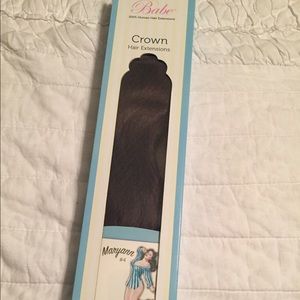 Babe
100% Human Hair Extensions
Crown
Hair Extensions
Maryann
#4